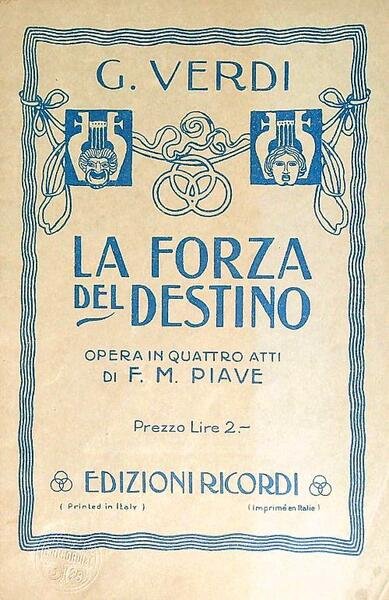 G. VERDI
LA FORZA
DEL DESTINO
OPERA IN QUATTRO ATTI
DI F. M. PIAVE
Prezzo Lire 2.-
EDIZIONI RICORDI
( Printed in Italy ) (Imprimé en Italie)